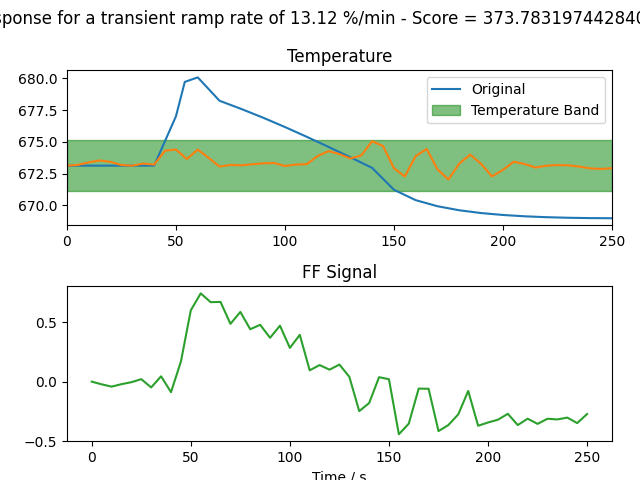 sponse for a transient ramp rate of 13.12 %/min - Score = 373.783197442840
Temperature
680.0
677.5
675.0
672.5
670.0
Original
Temperature Band
0 50 100 150 200 250
FF Signal
0.5
0.0
−0.5
0 50 100 150 200 250
Time / s